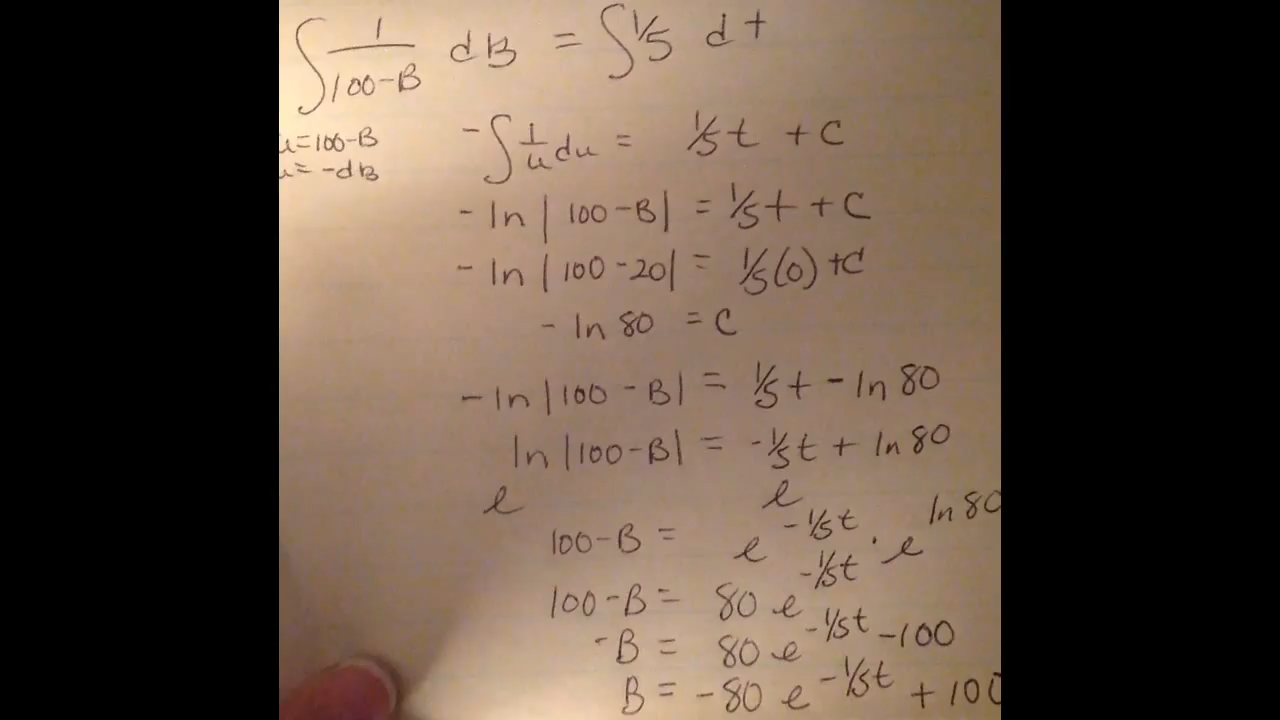 ∫ 1/(100-B) dB = ∫ 1/5 dt
u=100-B
u= -dB
-∫ 1/u du = 1/5 t + C
-ln |100-B| = 1/5 t + C
-ln |100-20| = 1/5 (0) + C
-ln 80 = C
-ln |100-B| = 1/5 t - ln 80
ln |100-B| = -1/5 t + ln 80
e e
100-B = e^(-1/5 t) · e^(ln 80)
100-B = 80 e^(-1/5 t)
-B = 80 e^(-1/5 t) -100
B = -80 e^(-1/5 t) + 100